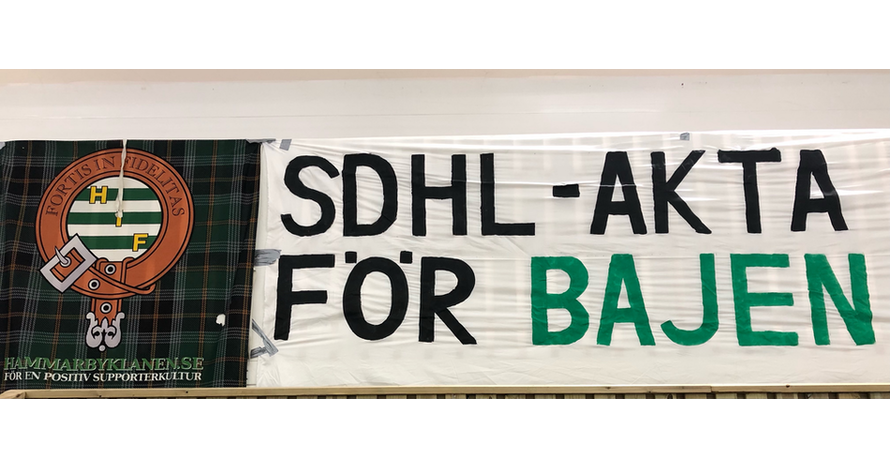 FORTIS IN FIDELITAS
H
I
F
HAMMARBYKLANEN.SE
FÖR EN POSITIV SUPPORTERKULTUR
SDHL-AKTA
FÖR BAJEN